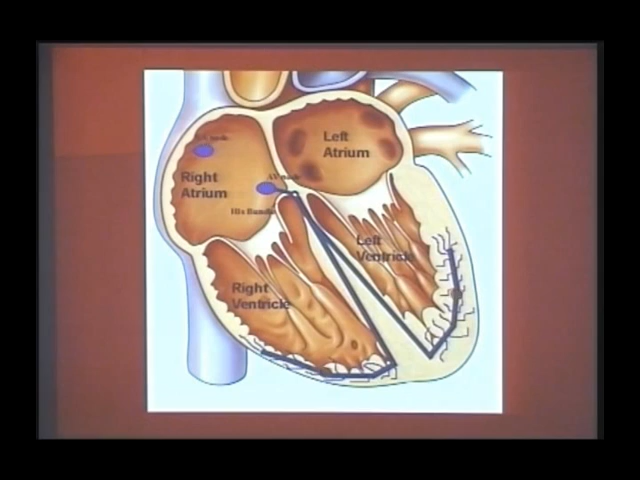 SA node
Left
Atrium
Right
Atrium
AV node
His Bundle
Left
Ventricle
Right
Ventricle